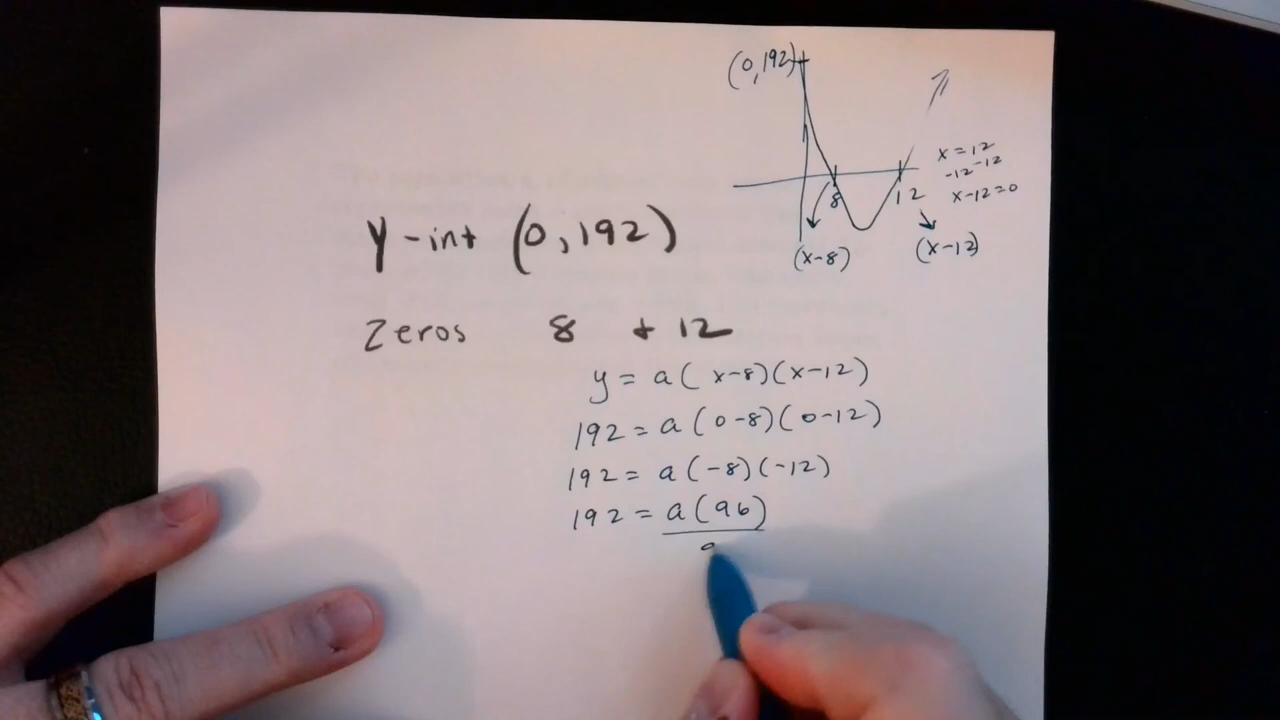 (0,192)
x=12
-12 -12
x-12=0
8
12
(x-8)
(x-12)
y-int (0,192)
Zeros 8 + 12
y = a(x-8)(x-12)
192 = a(0-8)(0-12)
192 = a(-8)(-12)
192 = a(96)